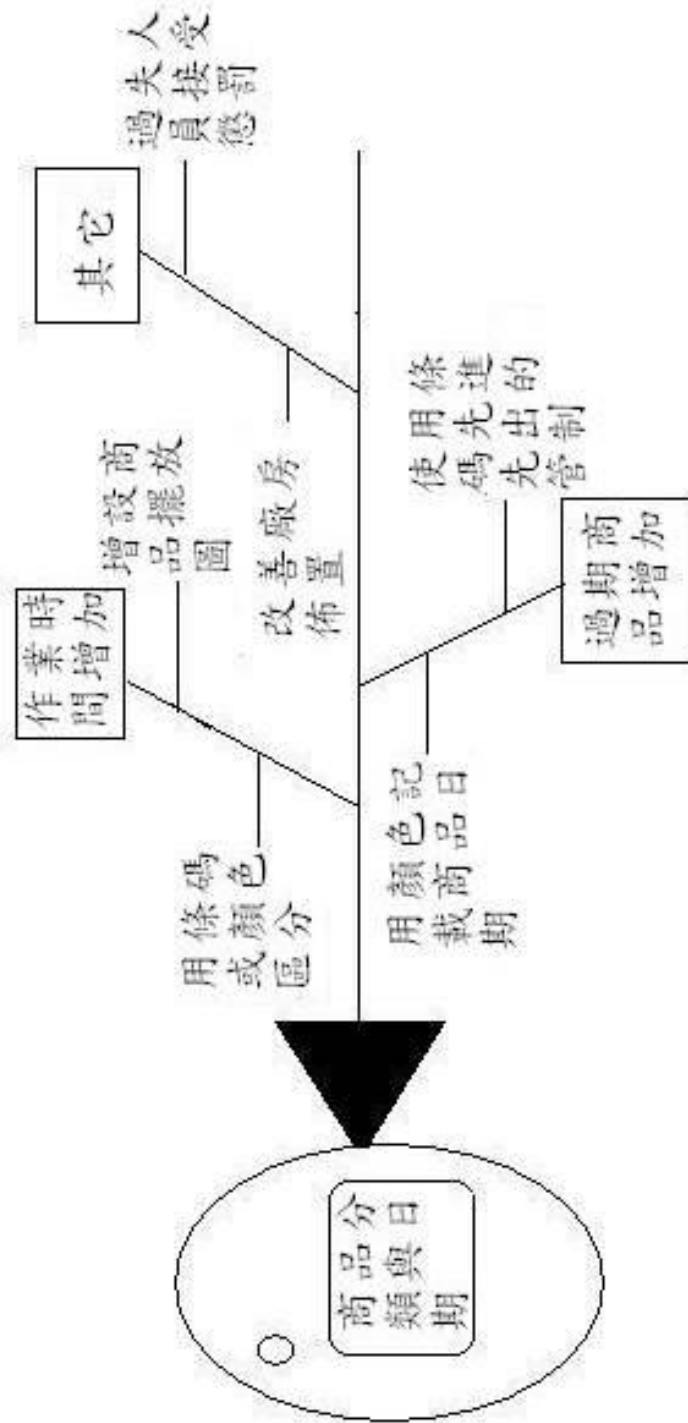 商品分
類與日
期
用條碼
或顏色
區分
用顏色記
載商品日
期
作業時
間增加
增設商
品擺放
圖
改善廠房
佈置
過期商
品增加
使用條
碼先進
先出的
管制
其它
過失人
員接受
懲罰